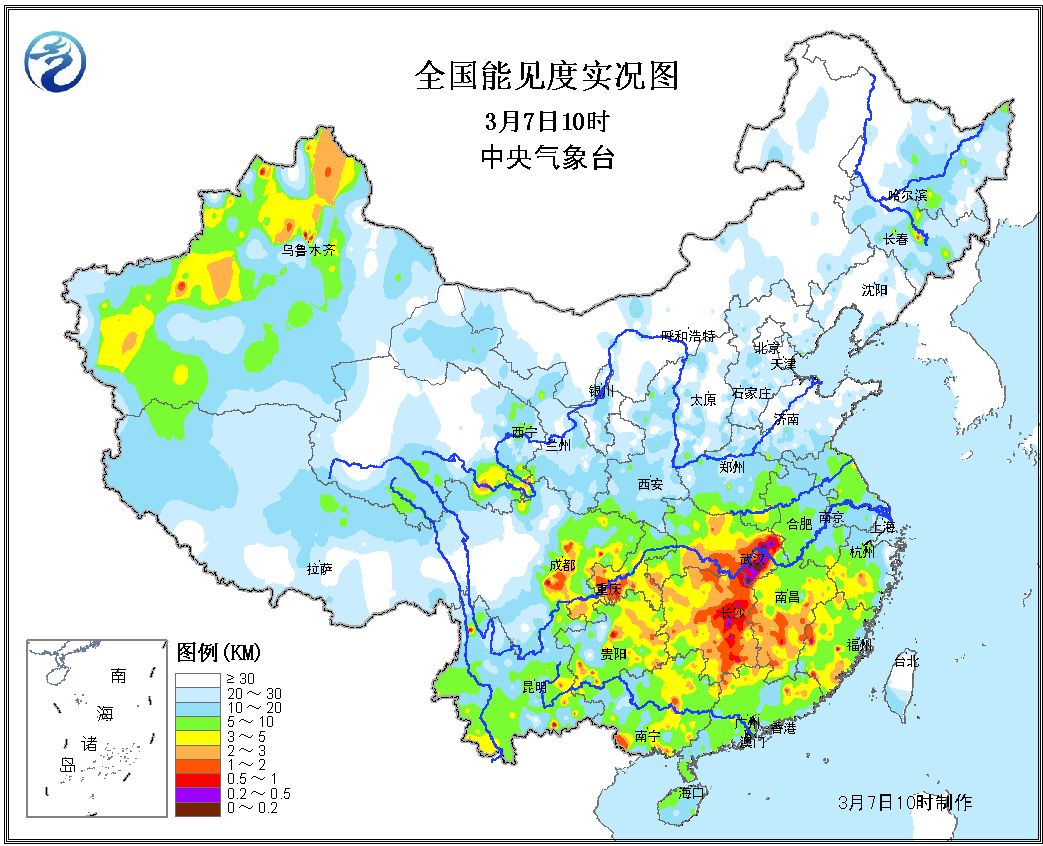 全国能见度实况图
3月7日10时
中央气象台
哈尔滨
长春
乌鲁木齐
沈阳
呼和浩特
北京
天津
银川
太原
石家庄
济南
西宁
兰州
郑州
西安
合肥
南京
上海
杭州
成都
武汉
拉萨
重庆
南昌
长沙
贵阳
福州
台北
昆明
南宁
广州
香港
澳门
海口
南
海
诸
岛
图例(KM)
≥30
20～30
10～20
5～10
3～5
2～3
1～2
0.5～1
0.2～0.5
0～0.2
3月7日10时制作